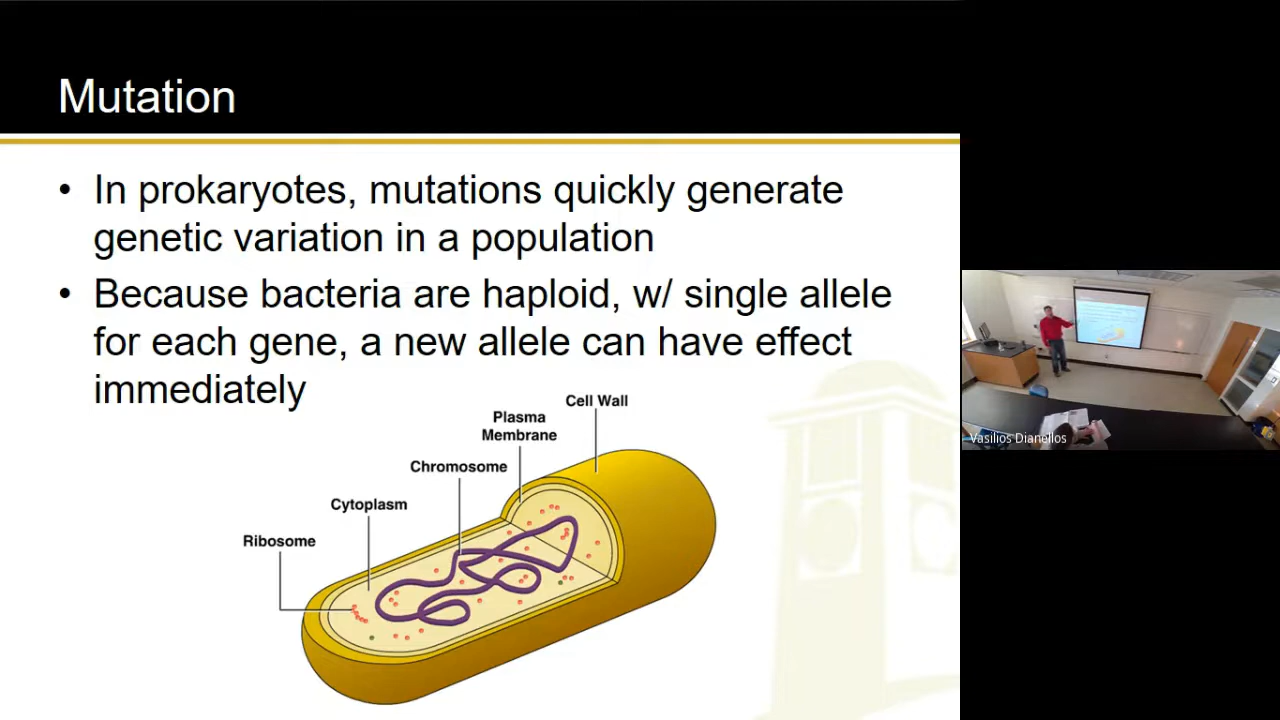 Mutation
• In prokaryotes, mutations quickly generate
genetic variation in a population
• Because bacteria are haploid, w/ single allele
for each gene, a new allele can have effect
immediately
Cell Wall
Plasma
Membrane
Chromosome
Cytoplasm
Ribosome
Vasilios Dianellos